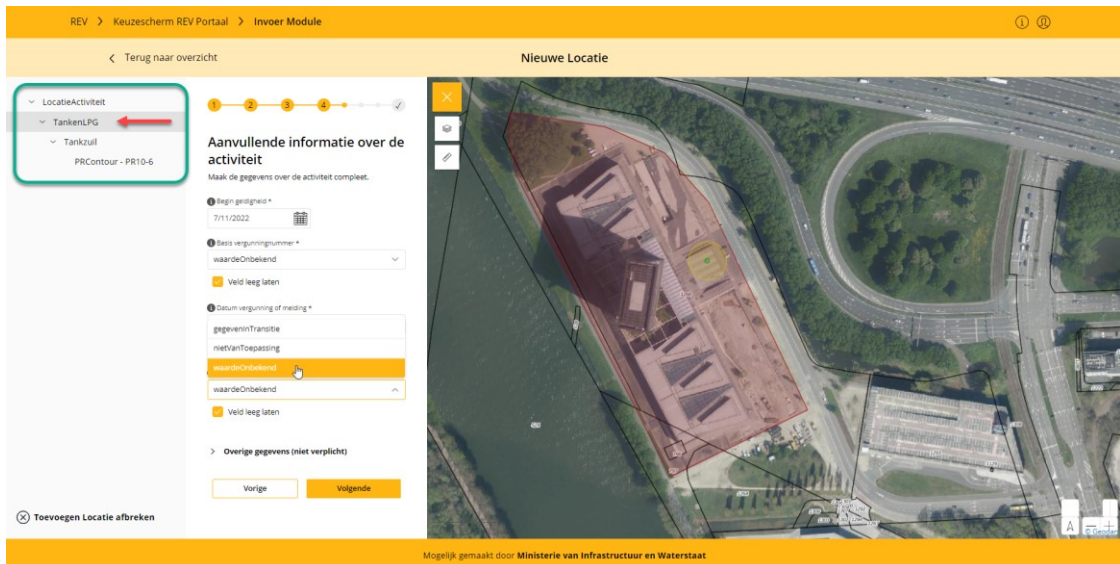 REV > Keuzescherm REV Portaal > Invoer Module
< Terug naar overzicht
Nieuwe Locatie
LocatieActiviteit
TankenLPG
Tankzuil
PRContour - PR10-6
1 2 3 4
Aanvullende informatie over de
activiteit
Maak de gegevens over de activiteit compleet.
Begin geldigheid *
7/11/2022
Basis vergunningnummer *
waardeOnbekend
Veld leeg laten
Datum vergunning of melding *
gegevenInTransitie
nietVanToepassing
waardeOnbekend
waardeOnbekend
Veld leeg laten
> Overige gegevens (niet verplicht)
Vorige
Volgende
Toevoegen Locatie afbreken
A
Mogelijk gemaakt door Ministerie van Infrastructuur en Waterstaat